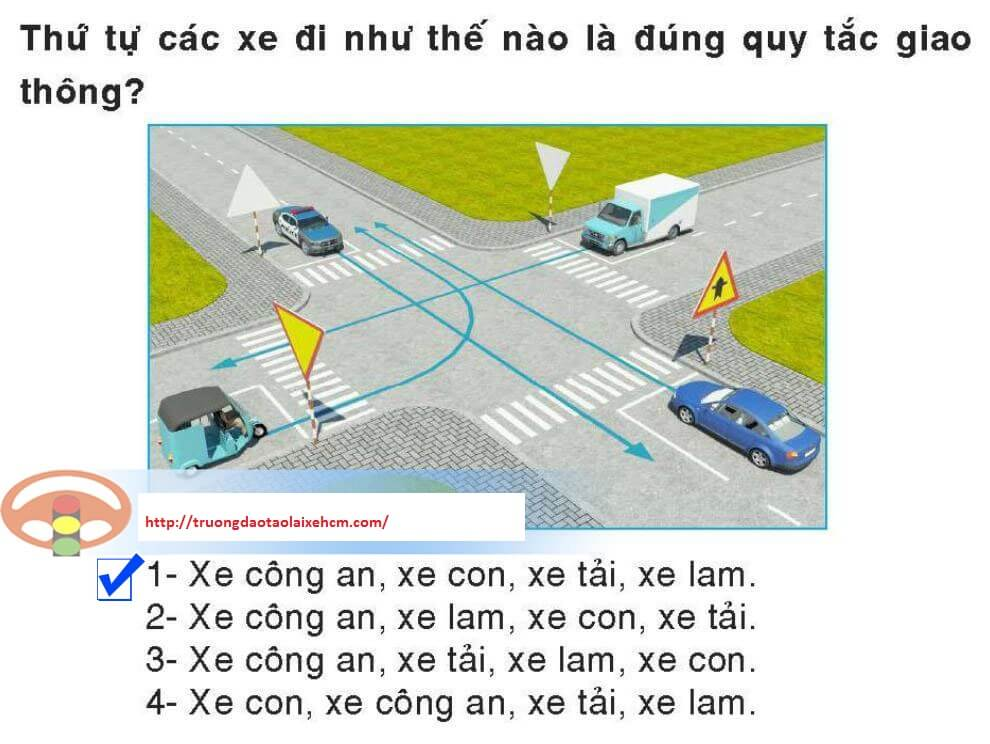 Thứ tự các xe đi như thế nào là đúng quy tắc giao
thông?
http://truongdaotaolaixehcm.com/
1- Xe công an, xe con, xe tải, xe lam.
2- Xe công an, xe lam, xe con, xe tải.
3- Xe công an, xe tải, xe lam, xe con.
4- Xe con, xe công an, xe tải, xe lam.